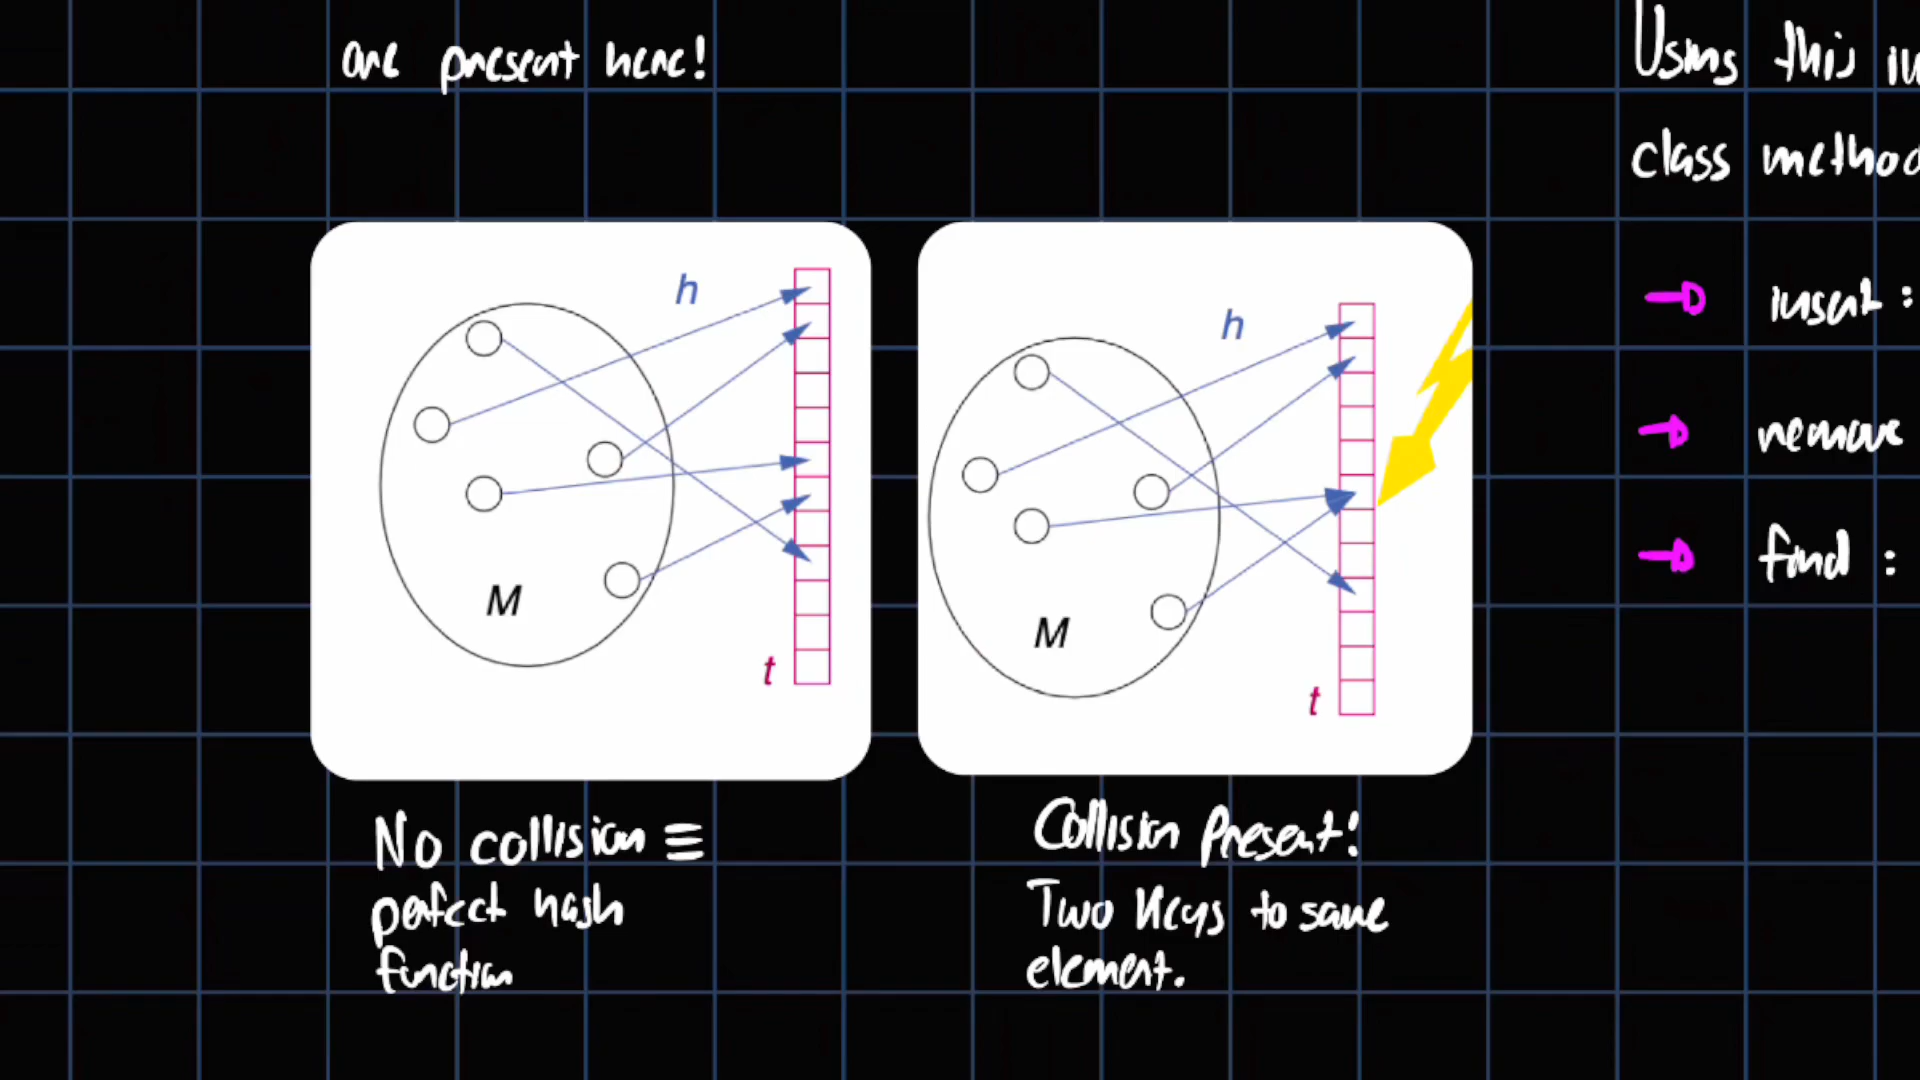 are present here!
h
M
t
No collision ≡
perfect hash
function
h
M
t
Collision Present!
Two Keys to same
element.
Using this in
class method
insert :
remove
find :